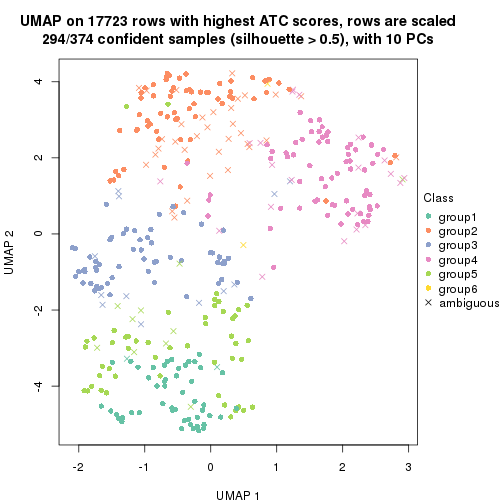 UMAP on 17723 rows with highest ATC scores, rows are scaled
294/374 confident samples (silhouette > 0.5), with 10 PCs
4
2
0
-2
-4
UMAP 2
-2
-1
0
1
2
3
UMAP 1
Class
group1
group2
group3
group4
group5
group6
ambiguous